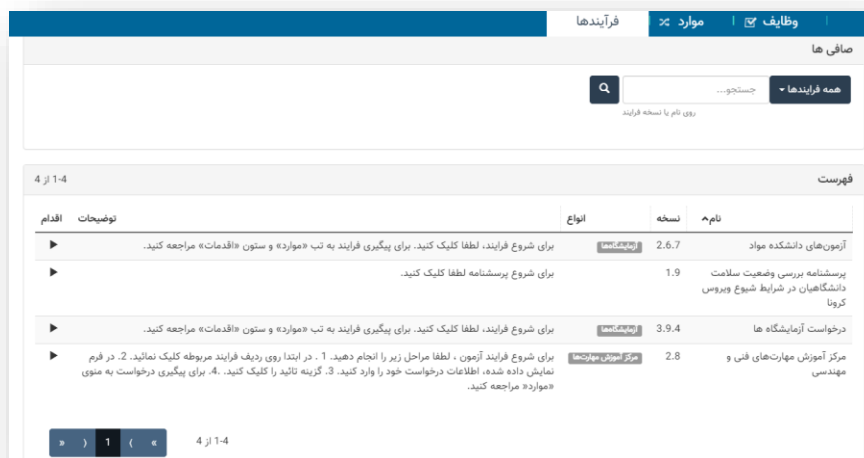 وظایف
موارد
فرآیندها
صافی ها
همه فرایندها
جستجو...
روی نام یا نسخه فرایند
فهرست
1-4 از 4
نام نسخه انواع توضیحات اقدام
آزمون‌های دانشکده مواد 2.6.7 آزمایشگاه‌ها برای شروع فرایند، لطفا کلیک کنید. برای پیگیری فرایند به تب «موارد» و ستون «اقدامات» مراجعه کنید.
پرسشنامه بررسی وضعیت سلامت 1.9 برای شروع پرسشنامه لطفا کلیک کنید.
دانشگاهیان در شرایط شیوع ویروس
کرونا
درخواست آزمایشگاه ها 3.9.4 آزمایشگاه‌ها برای شروع فرایند، لطفا کلیک کنید. برای پیگیری فرایند به تب «موارد» و ستون «اقدامات» مراجعه کنید.
مرکز آموزش مهارت‌های فنی و 2.8 مرکز آموزش مهارت‌ها برای شروع فرایند آزمون ، لطفا مراحل زیر را انجام دهید. 1 . در ابتدا روی ردیف فرایند مربوطه کلیک نمائید. 2. در فرم
مهندسی نمایش داده شده، اطلاعات درخواست خود را وارد کنید. 3. گزینه تائید را کلیک کنید. .4. برای پیگیری درخواست به منوی
«موارد» مراجعه کنید.
« ( 1 ) »
1-4 از 4